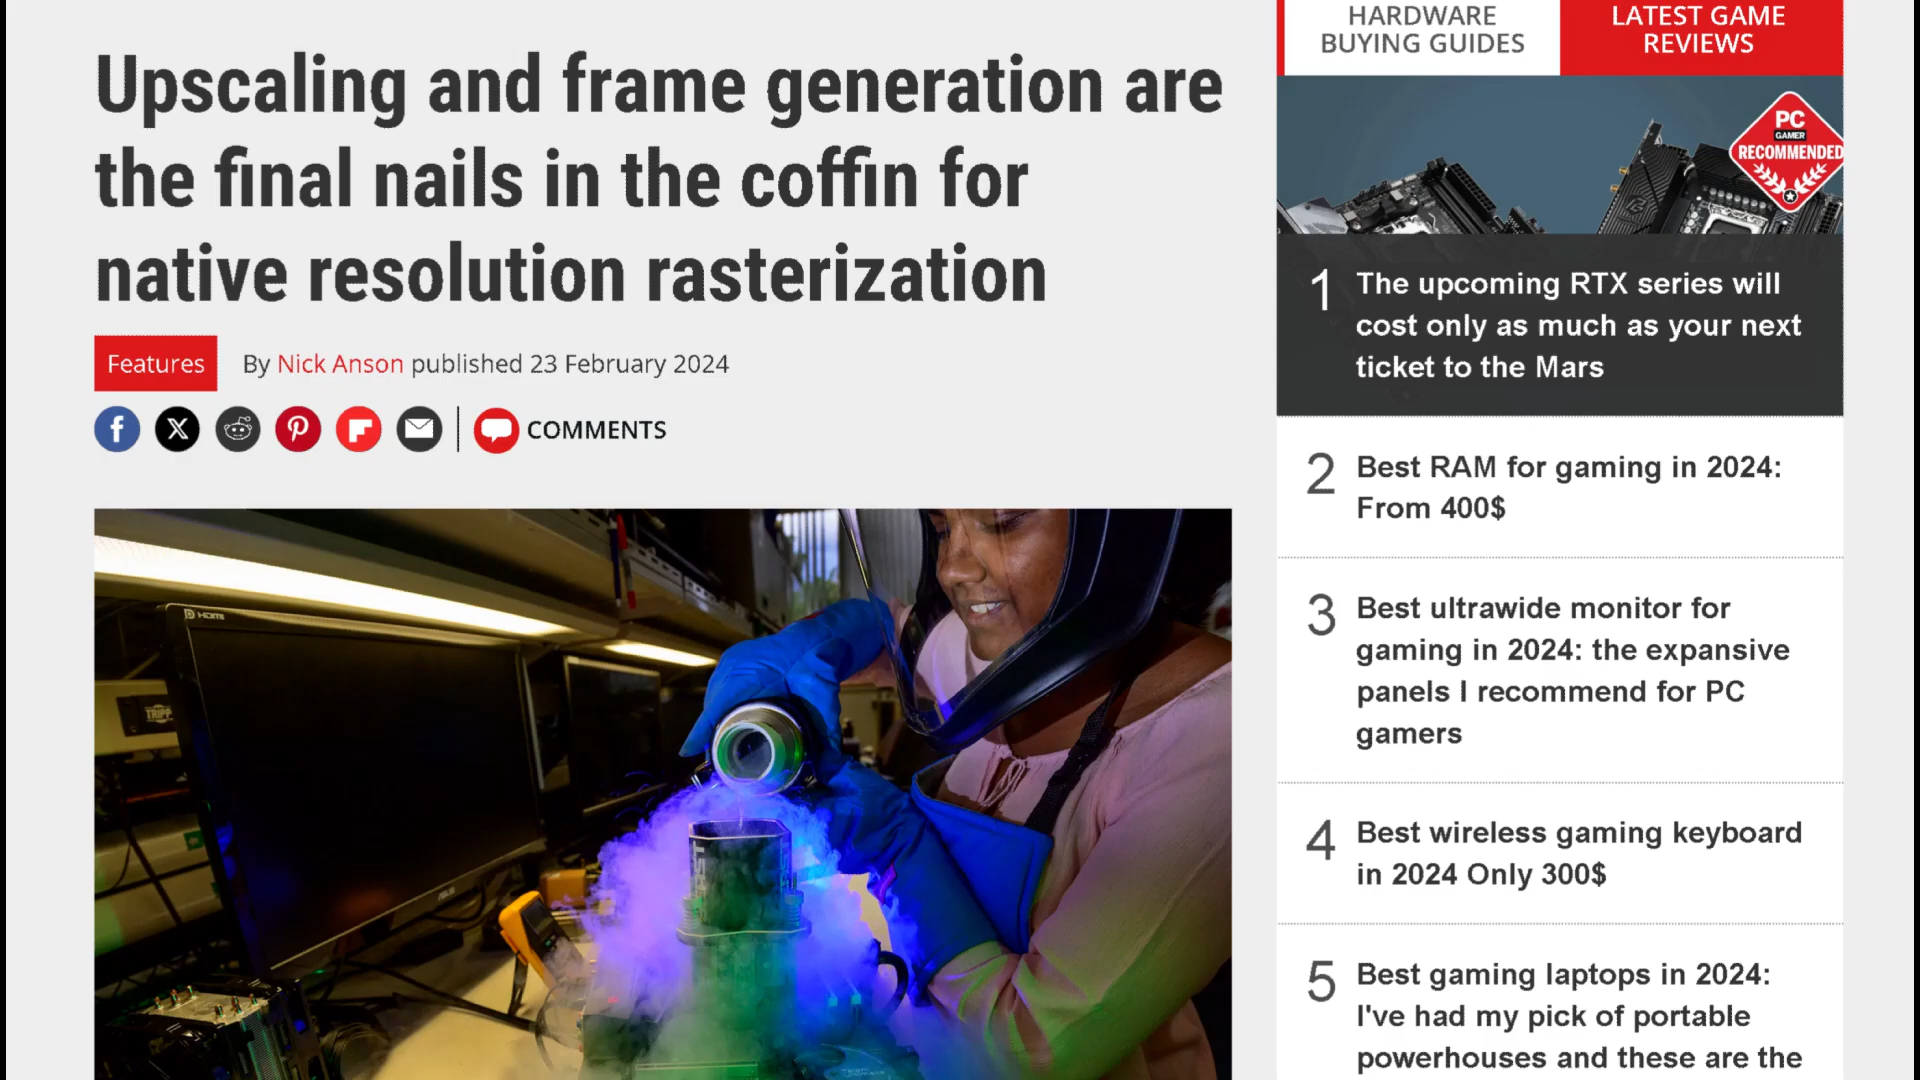 Upscaling and frame generation are
the final nails in the coffin for
native resolution rasterization
Features
By Nick Anson published 23 February 2024
COMMENTS
HDMI
TRIPP
ASUS
HARDWARE
BUYING GUIDES
LATEST GAME
REVIEWS
PC
GAMER
RECOMMENDED
1
The upcoming RTX series will
cost only as much as your next
ticket to the Mars
2
Best RAM for gaming in 2024:
From 400$
3
Best ultrawide monitor for
gaming in 2024: the expansive
panels I recommend for PC
gamers
4
Best wireless gaming keyboard
in 2024 Only 300$
5
Best gaming laptops in 2024:
I've had my pick of portable
powerhouses and these are the